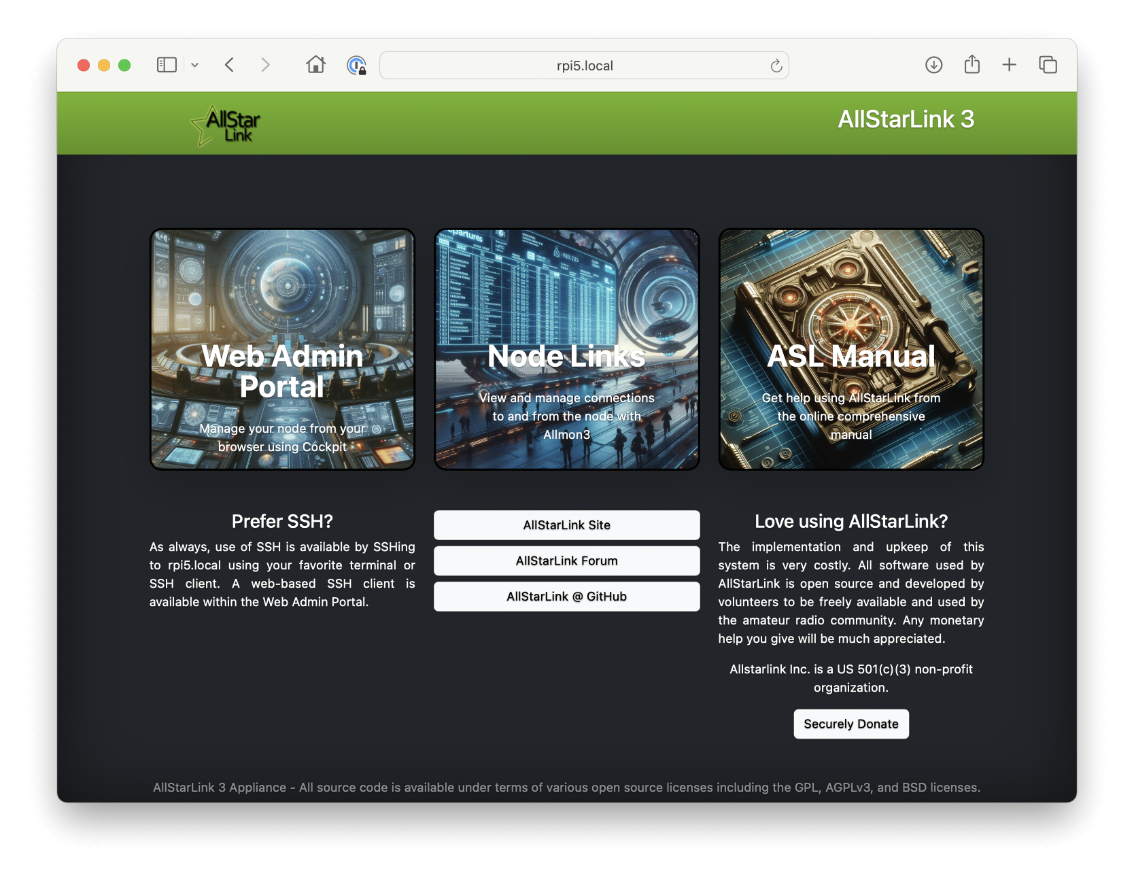 rpi5.local
AllStar
Link
AllStarLink 3
Web Admin
Portal
Manage your node from your
browser using Cockpit
Node Links
View and manage connections
to and from the node with
Allmon3
ASL Manual
Get help using AllStarLink from
the online comprehensive
manual
Prefer SSH?
As always, use of SSH is available by SSHing
to rpi5.local using your favorite terminal or
SSH client. A web-based SSH client is
available within the Web Admin Portal.
AllStarLink Site
AllStarLink Forum
AllStarLink @ GitHub
Love using AllStarLink?
The implementation and upkeep of this
system is very costly. All software used by
AllStarLink is open source and developed by
volunteers to be freely available and used by
the amateur radio community. Any monetary
help you give will be much appreciated.
Allstarlink Inc. is a US 501(c)(3) non-profit
organization.
Securely Donate
AllStarLink 3 Appliance - All source code is available under terms of various open source licenses including the GPL, AGPLv3, and BSD licenses.